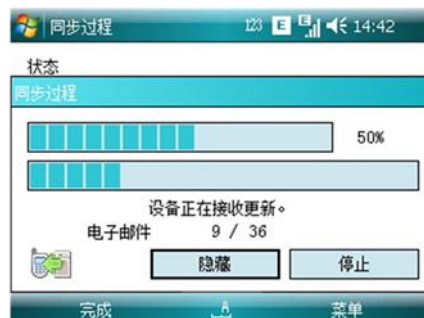 同步过程 123 E E 14:42
状态
同步过程
50%
设备正在接收更新。
电子邮件 9 / 36
隐藏 停止
完成 A 菜单